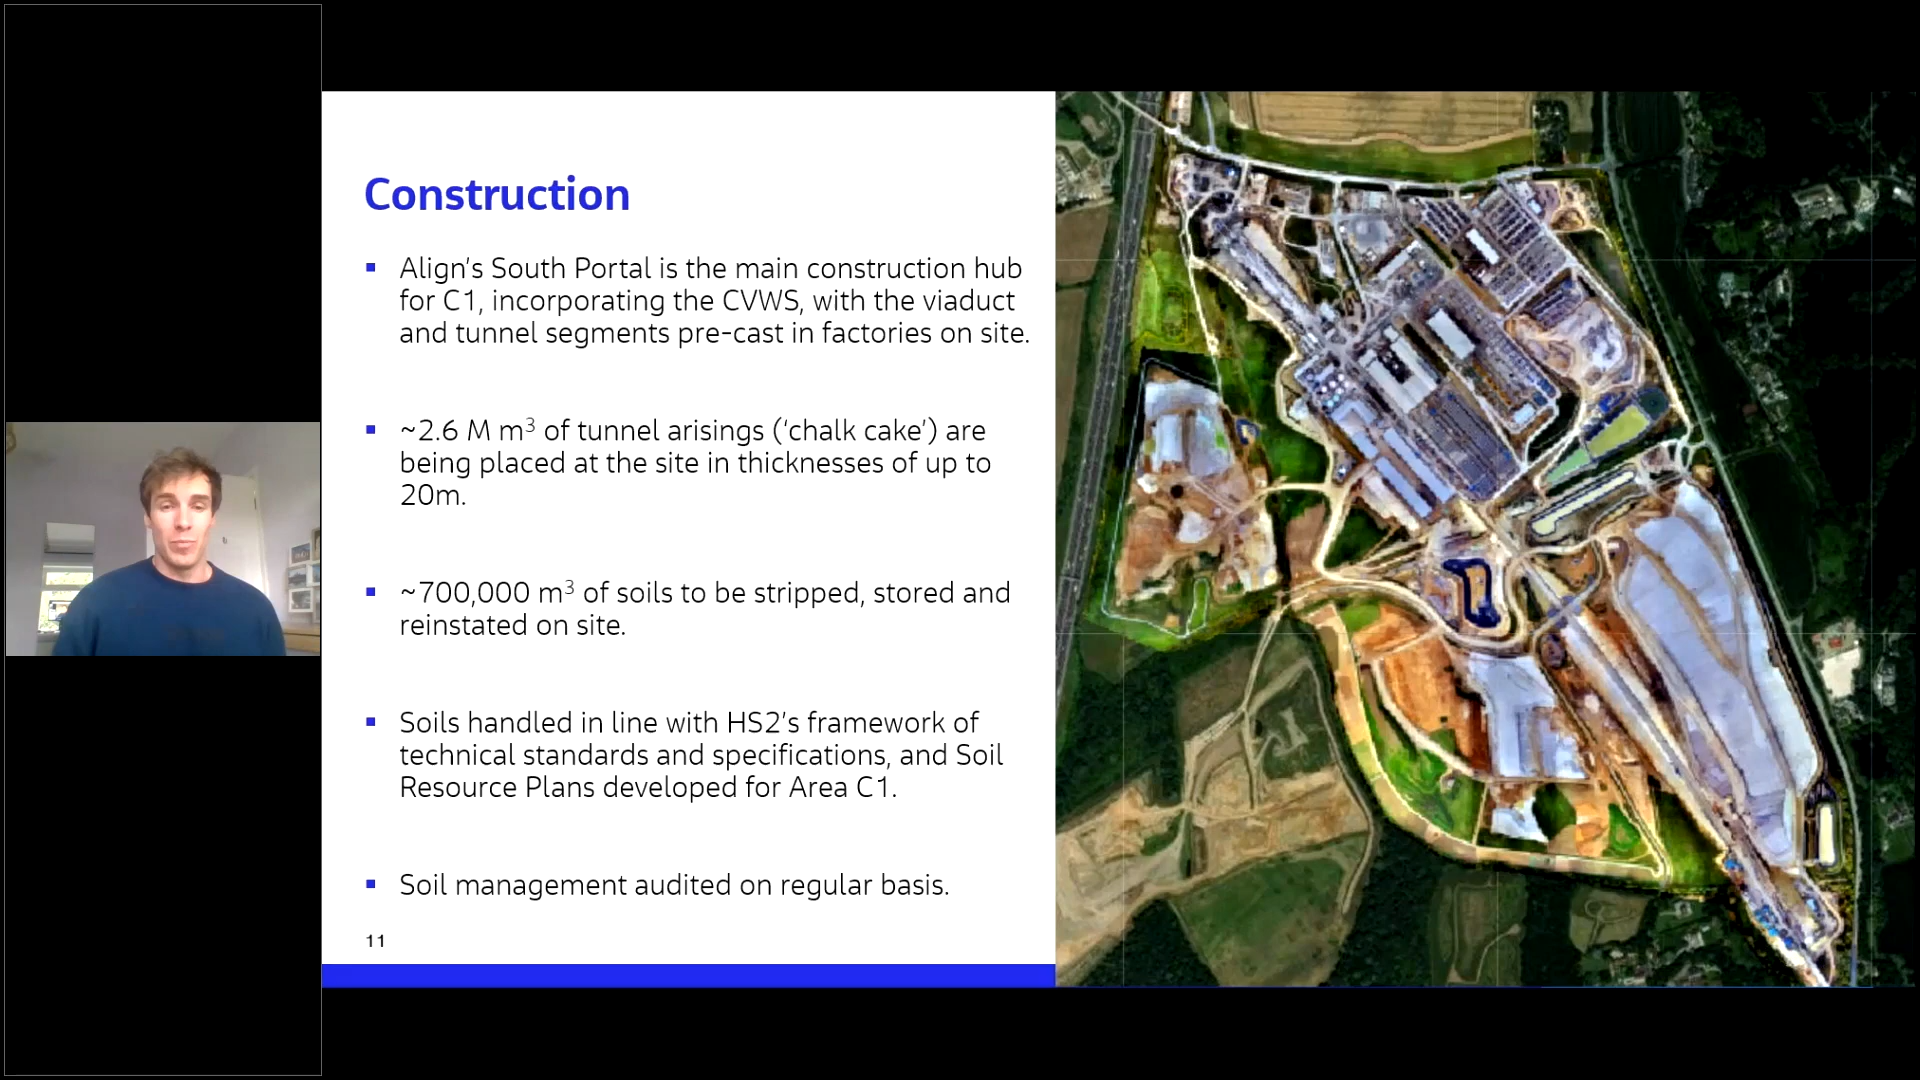 Construction
▪ Align's South Portal is the main construction hub
for C1, incorporating the CVWS, with the viaduct
and tunnel segments pre-cast in factories on site.
▪ ~2.6 M m³ of tunnel arisings ('chalk cake') are
being placed at the site in thicknesses of up to
20m.
▪ ~700,000 m³ of soils to be stripped, stored and
reinstated on site.
▪ Soils handled in line with HS2's framework of
technical standards and specifications, and Soil
Resource Plans developed for Area C1.
▪ Soil management audited on regular basis.
11